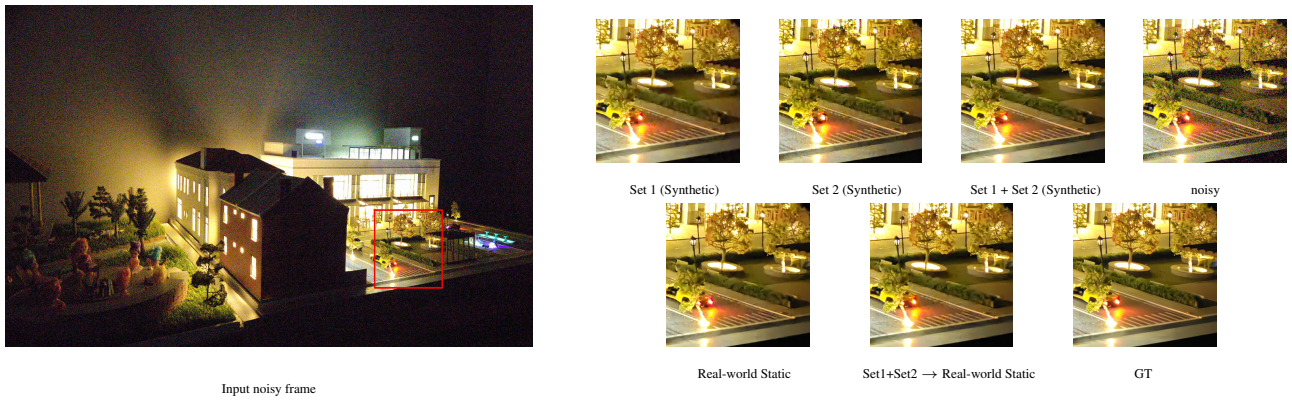 Set 1 (Synthetic)
Set 2 (Synthetic)
Set 1 + Set 2 (Synthetic)
noisy
Real-world Static
Set1+Set2 → Real-world Static
GT
Input noisy frame